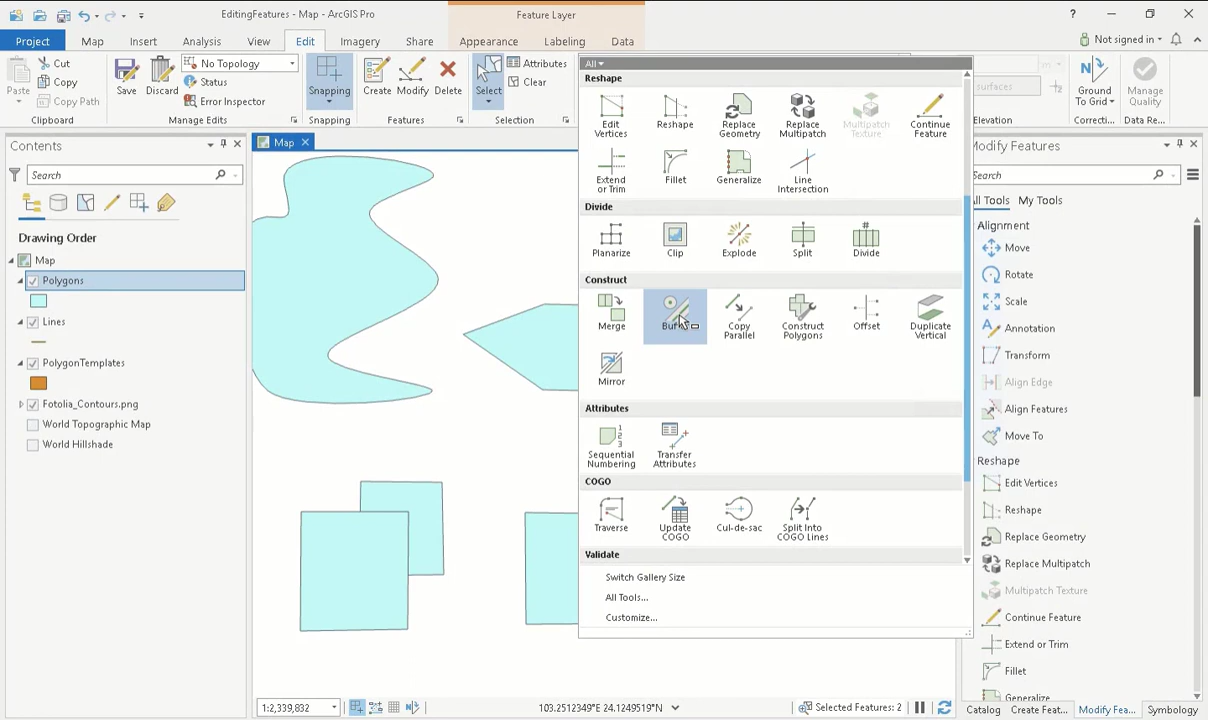 EditingFeatures - Map - ArcGIS Pro
Feature Layer
?
Project
Map
Insert
Analysis
View
Edit
Imagery
Share
Appearance
Labeling
Data
Not signed in
Paste
Cut
Copy
Copy Path
Clipboard
Save
Discard
No Topology
Status
Error Inspector
Manage Edits
Snapping
Snapping
Create
Modify
Delete
Features
Select
Attributes
Clear
Selection
Ground To Grid
Correcti...
Manage Quality
Data Re...
Elevation
surfaces
Contents
Search
Drawing Order
Map
Polygons
Lines
PolygonTemplates
Fotolia_Contours.png
World Topographic Map
World Hillshade
Map
All
Reshape
Edit Vertices
Reshape
Replace Geometry
Replace Multipatch
Multipatch Texture
Continue Feature
Extend or Trim
Fillet
Generalize
Line Intersection
Divide
Planarize
Clip
Explode
Split
Divide
Construct
Merge
Copy Parallel
Construct Polygons
Offset
Duplicate Vertical
Mirror
Attributes
Sequential Numbering
Transfer Attributes
COGO
Traverse
Update COGO
Cul-de-sac
Split Into COGO Lines
Validate
Switch Gallery Size
All Tools...
Customize...
Modify Features
Search
All Tools
My Tools
Alignment
Move
Rotate
Scale
Annotation
Transform
Align Edge
Align Features
Move To
Reshape
Edit Vertices
Reshape
Replace Geometry
Replace Multipatch
Multipatch Texture
Continue Feature
Extend or Trim
Fillet
Generalize
1:2,339,832
103.2512349°E 24.1249519°N
Selected Features: 2
Catalog
Create Feat...
Modify Fea...
Symbology